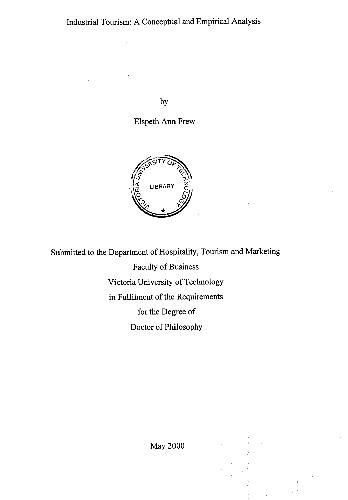 Industrial Tourism: A Conceptual and Empirical Analysis
by
Elspeth Ann Frew
VICTORIA UNIVERSITY OF TECHNOLOGY
LIBRARY
Submitted to the Department of Hospitality, Tourism and Marketing
Faculty of Business
Victoria University of Technology
in Fulfilment of the Requirements
for the Degree of
Doctor of Philosophy
May 2000